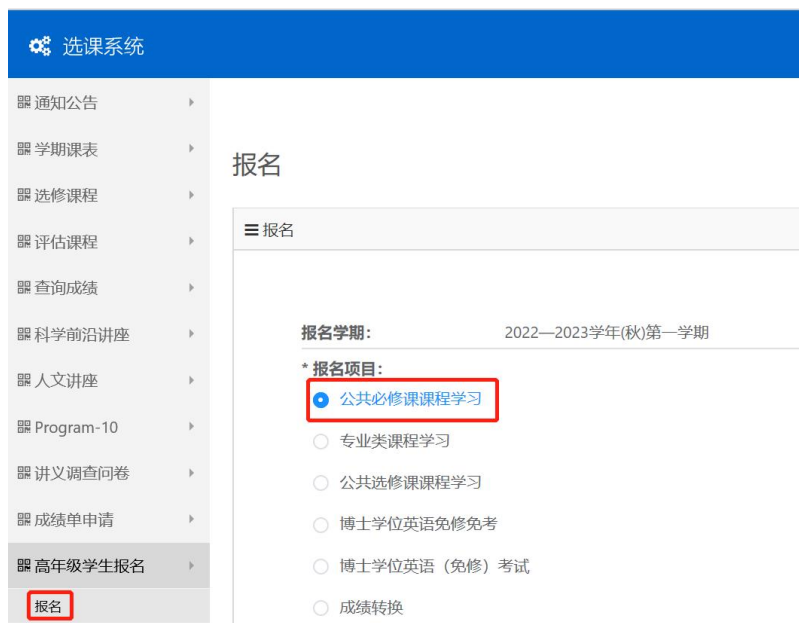 选课系统
通知公告
学期课表
选修课程
评估课程
查询成绩
科学前沿讲座
人文讲座
Program-10
讲义调查问卷
成绩单申请
高年级学生报名
报名
报名
报名
报名学期: 2022—2023学年(秋)第一学期
* 报名项目:
公共必修课课程学习
专业类课程学习
公共选修课课程学习
博士学位英语免修免考
博士学位英语（免修）考试
成绩转换